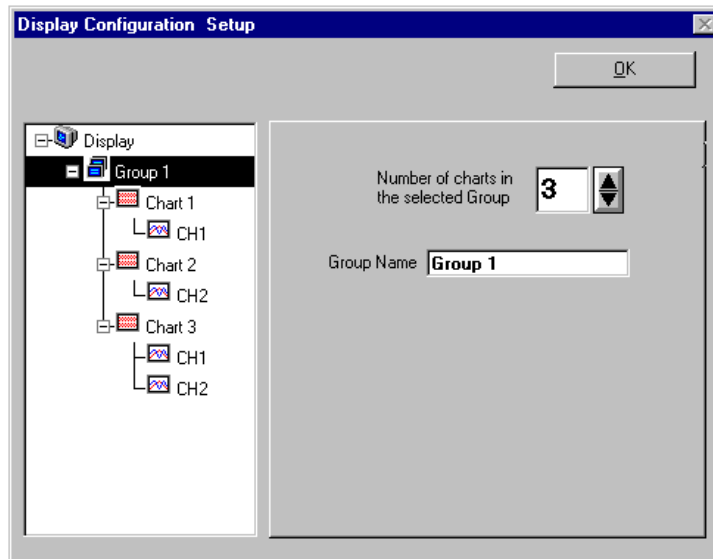 Display Configuration  Setup
OK
Display
Group 1
Chart 1
CH1
Chart 2
CH2
Chart 3
CH1
CH2
Number of charts in
the selected Group
3
Group Name
Group 1